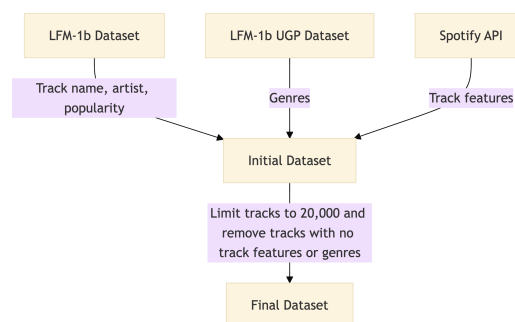 LFM-1b Dataset
LFM-1b UGP Dataset
Spotify API
Track name, artist,
popularity
Genres
Track features
Initial Dataset
Limit tracks to 20,000 and
remove tracks with no
track features or genres
Final Dataset